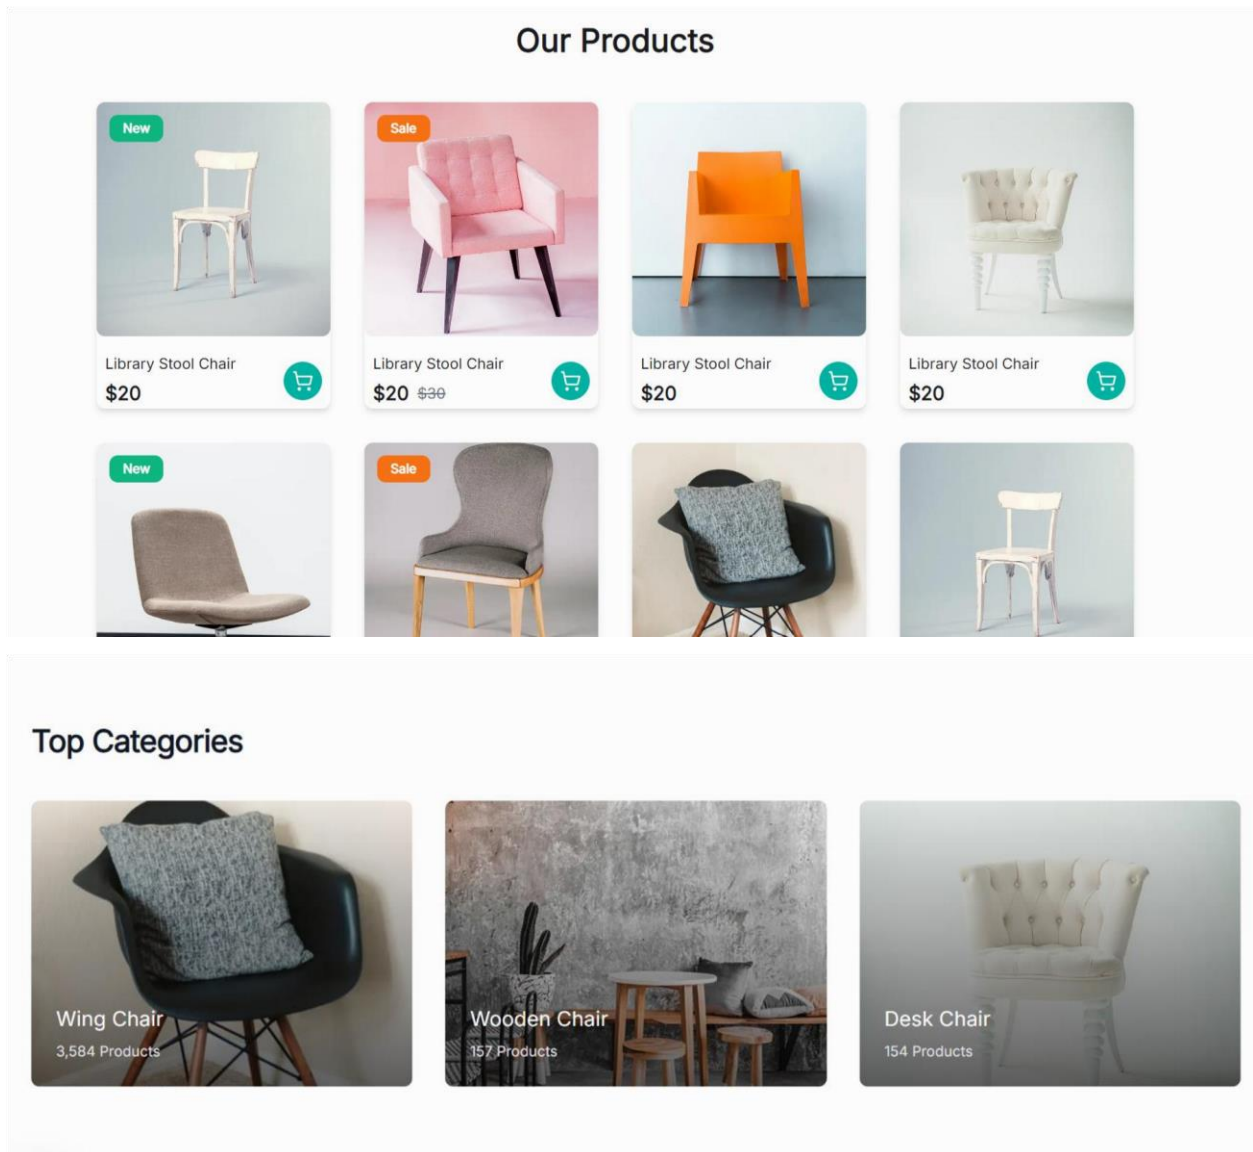 Our Products
New
Sale
Library Stool Chair
$20
Library Stool Chair
$20 $30
Library Stool Chair
$20
Library Stool Chair
$20
New
Sale
Top Categories
Wing Chair
3,584 Products
Wooden Chair
157 Products
Desk Chair
154 Products